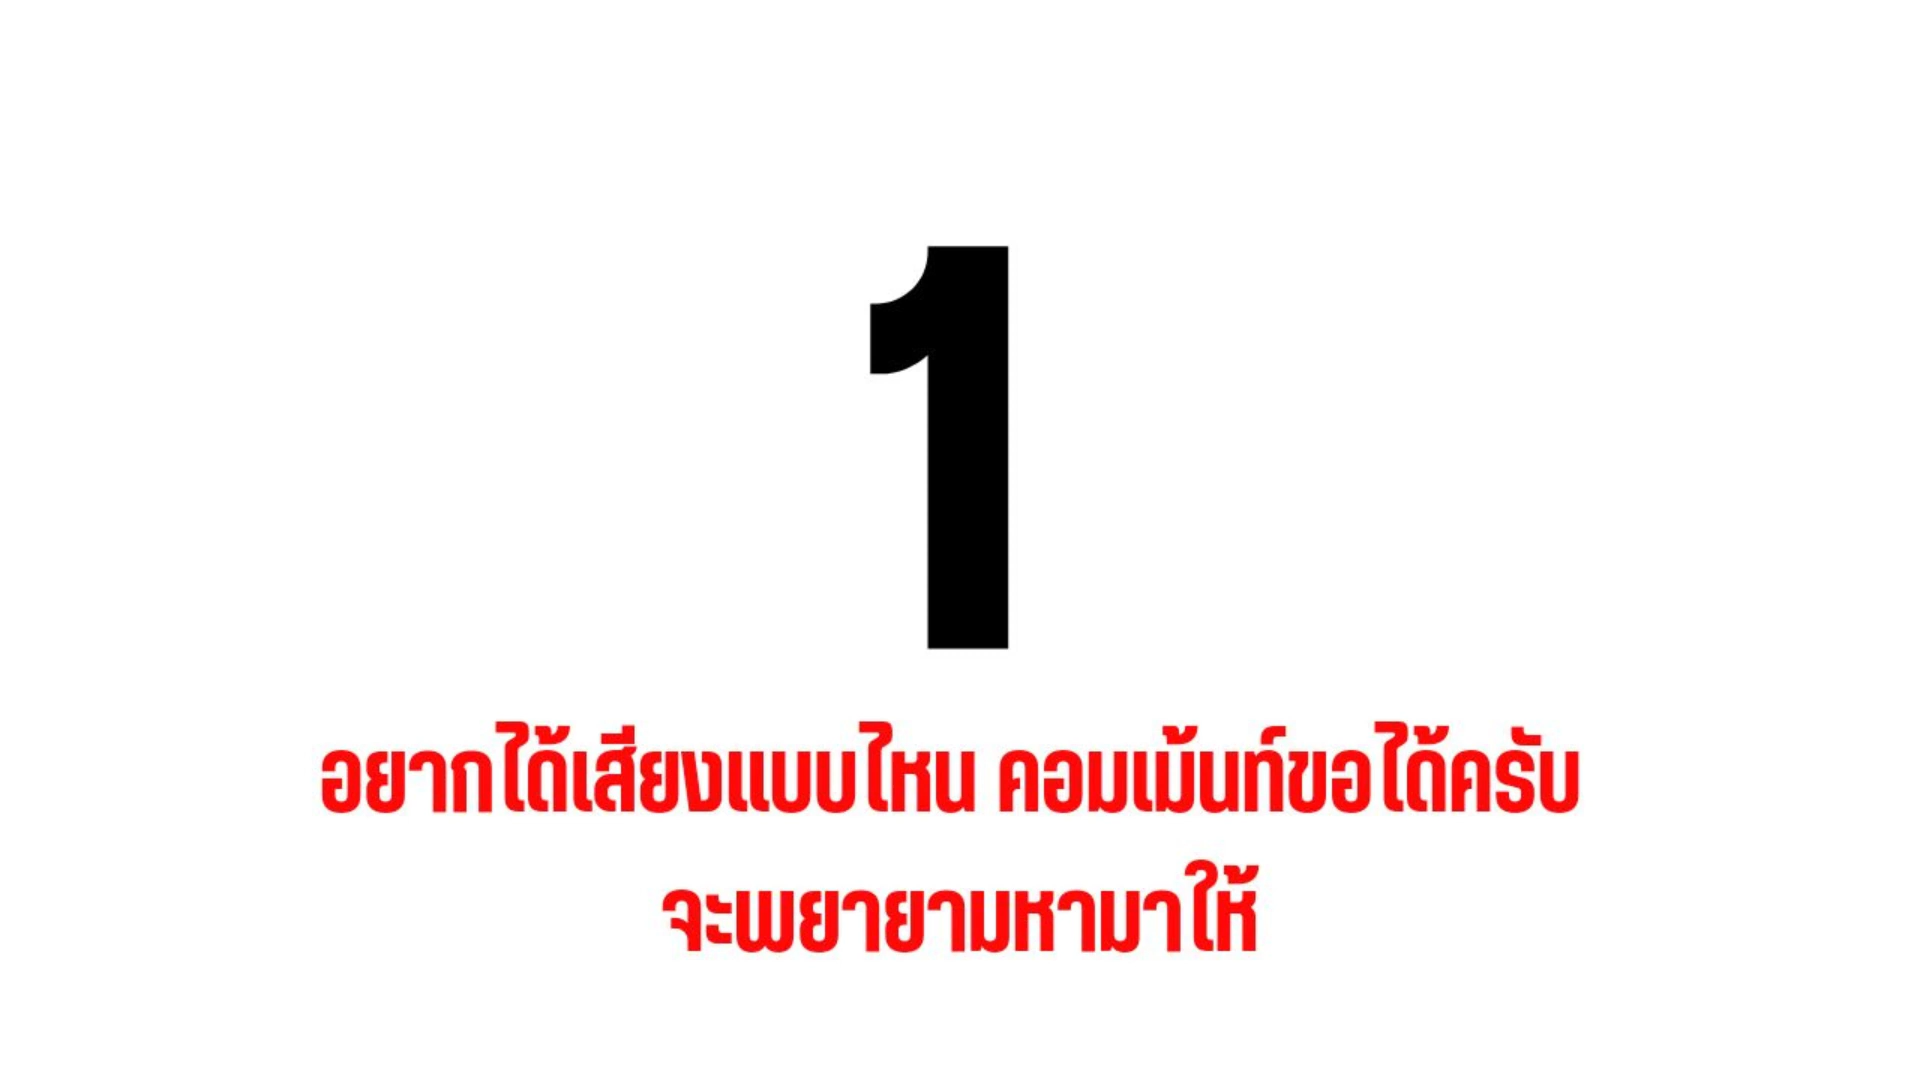 1
อยากได้เสียงแบบไหน คอมเม้นท์ขอได้ครับ
จะพยายามหามาให้